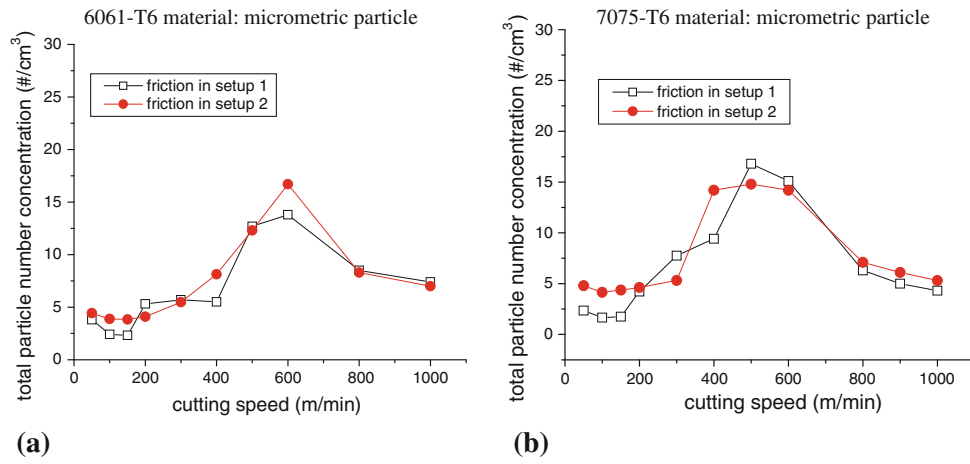 6061-T6 material: micrometric particle
total particle number concentration (#/cm³)
30
25
20
15
10
5
0
friction in setup 1
friction in setup 2
0 200 400 600 800 1000
cutting speed (m/min)
(a)
7075-T6 material: micrometric particle
total particle number concentration (#/cm³)
30
25
20
15
10
5
0
friction in setup 1
friction in setup 2
0 200 400 600 800 1000
cutting speed (m/min)
(b)